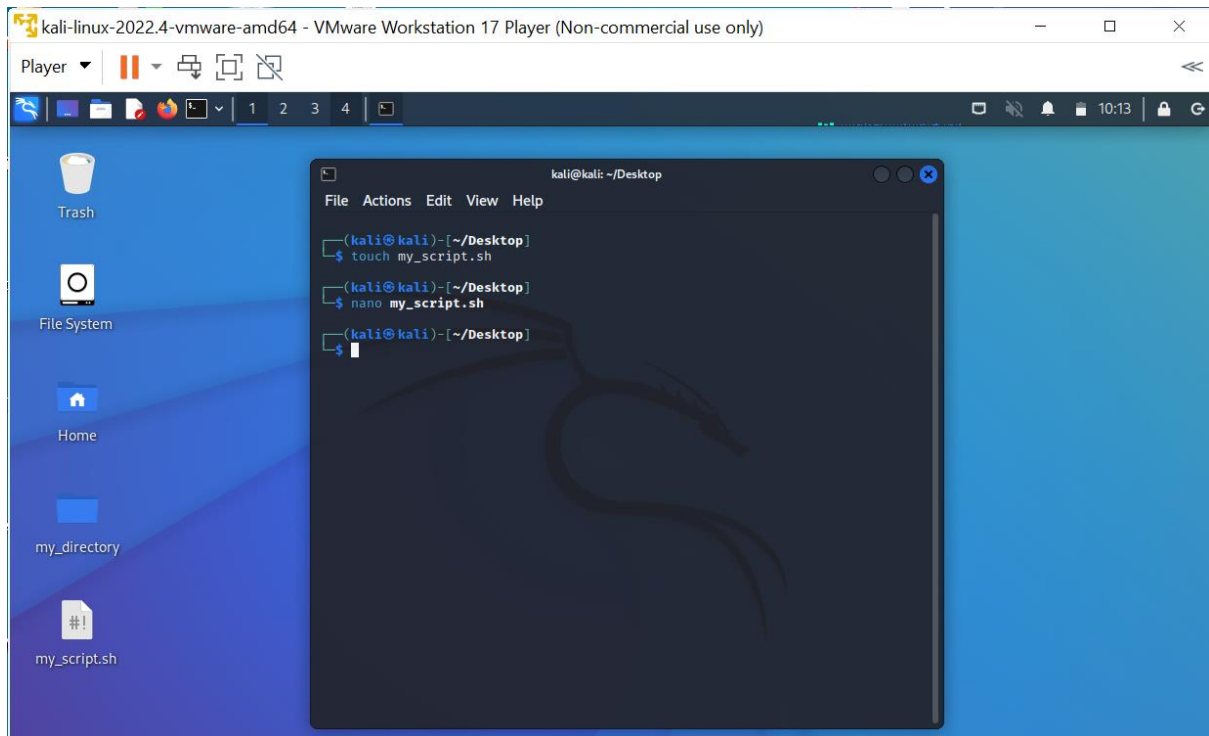 kali-linux-2022.4-vmware-amd64 - VMware Workstation 17 Player (Non-commercial use only)
Player
1 2 3 4 10:13
kali@kali: ~/Desktop
File Actions Edit View Help
(kali㉿kali)-[~/Desktop]
$ touch my_script.sh
(kali㉿kali)-[~/Desktop]
$ nano my_script.sh
(kali㉿kali)-[~/Desktop]
$
Trash
File System
Home
my_directory
#!
my_script.sh